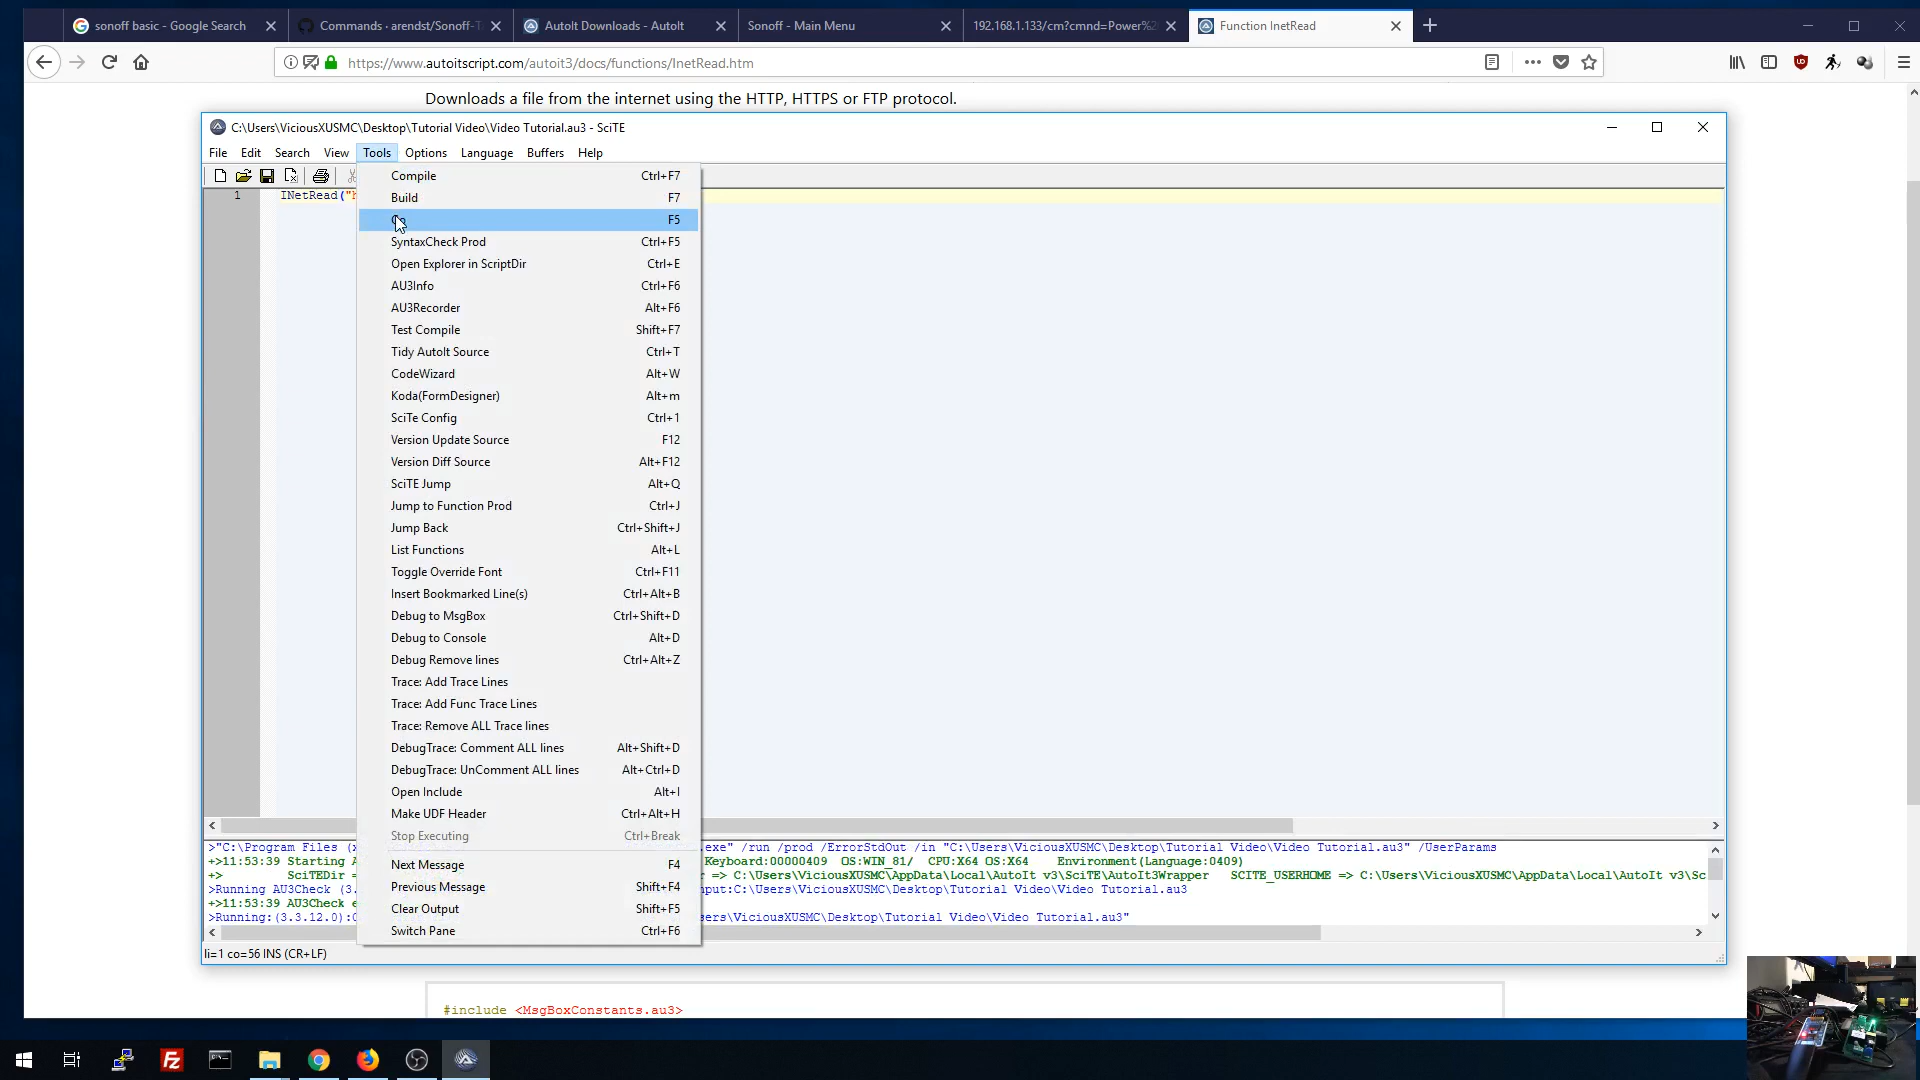 sonoff basic - Google Search
Commands · arendst/Sonoff-T
AutoIt Downloads - AutoIt
Sonoff - Main Menu
192.168.1.133/cm?cmnd=Power%2
Function InetRead
https://www.autoitscript.com/autoit3/docs/functions/InetRead.htm
Downloads a file from the internet using the HTTP, HTTPS or FTP protocol.
C:\Users\ViciousXUSMC\Desktop\Tutorial Video\Video Tutorial.au3 - SciTE
File Edit Search View Tools Options Language Buffers Help
1 INetRead("
Compile Ctrl+F7
Build F7
F5
SyntaxCheck Prod Ctrl+F5
Open Explorer in ScriptDir Ctrl+E
AU3Info Ctrl+F6
AU3Recorder Alt+F6
Test Compile Shift+F7
Tidy AutoIt Source Ctrl+T
CodeWizard Alt+W
Koda(FormDesigner) Alt+m
SciTe Config Ctrl+1
Version Update Source F12
Version Diff Source Alt+F12
SciTE Jump Alt+Q
Jump to Function Prod Ctrl+J
Jump Back Ctrl+Shift+J
List Functions Alt+L
Toggle Override Font Ctrl+F11
Insert Bookmarked Line(s) Ctrl+Alt+B
Debug to MsgBox Ctrl+Shift+D
Debug to Console Alt+D
Debug Remove lines Ctrl+Alt+Z
Trace: Add Trace Lines
Trace: Add Func Trace Lines
Trace: Remove ALL Trace lines
DebugTrace: Comment ALL lines Alt+Shift+D
DebugTrace: UnComment ALL lines Alt+Ctrl+D
Open Include Alt+I
Make UDF Header Ctrl+Alt+H
Stop Executing Ctrl+Break
Next Message F4
Previous Message Shift+F4
Clear Output Shift+F5
Switch Pane Ctrl+F6
>"C:\Program Files ( .exe" /run /prod /ErrorStdOut /in "C:\Users\ViciousXUSMC\Desktop\Tutorial Video\Video Tutorial.au3" /UserParams
+>11:53:39 Starting A Keyboard:00000409 OS:WIN_81/ CPU:X64 OS:X64 Environment(Language:0409)
+> SciTEDir = => C:\Users\ViciousXUSMC\AppData\Local\AutoIt v3\SciTE\AutoIt3Wrapper SCITE_USERHOME => C:\Users\ViciousXUSMC\AppData\Local\AutoIt v3\Sc
>Running AU3Check (3. nput:C:\Users\ViciousXUSMC\Desktop\Tutorial Video\Video Tutorial.au3
+>11:53:39 AU3Check e
>Running:(3.3.12.0): sers\ViciousXUSMC\Desktop\Tutorial Video\Video Tutorial.au3"
li=1 co=56 INS (CR+LF)
#include <MsgBoxConstants.au3>